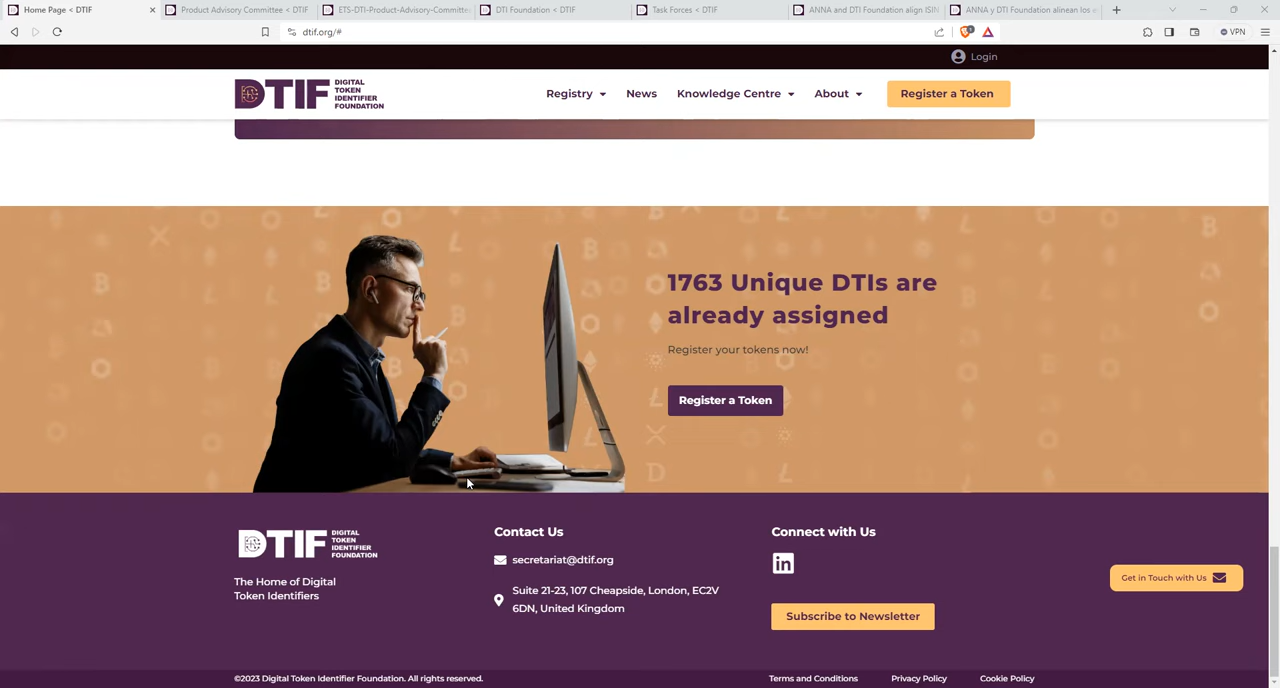 Home Page < DTIF
Product Advisory Committee < DTIF
ETS-DTI-Product-Advisory-Committe
DTI Foundation < DTIF
Task Forces < DTIF
ANNA and DTI Foundation align ISIN
ANNA y DTI Foundation alinean los
dtif.org/#
VPN
Login
DTIF DIGITAL
TOKEN
IDENTIFIER
FOUNDATION
Registry
News
Knowledge Centre
About
Register a Token
1763 Unique DTIs are
already assigned
Register your tokens now!
Register a Token
DTIF DIGITAL
TOKEN
IDENTIFIER
FOUNDATION
The Home of Digital
Token Identifiers
Contact Us
secretariat@dtif.org
Suite 21-23, 107 Cheapside, London, EC2V
6DN, United Kingdom
Connect with Us
in
Subscribe to Newsletter
Get in Touch with Us
©2023 Digital Token Identifier Foundation. All rights reserved.
Terms and Conditions
Privacy Policy
Cookie Policy